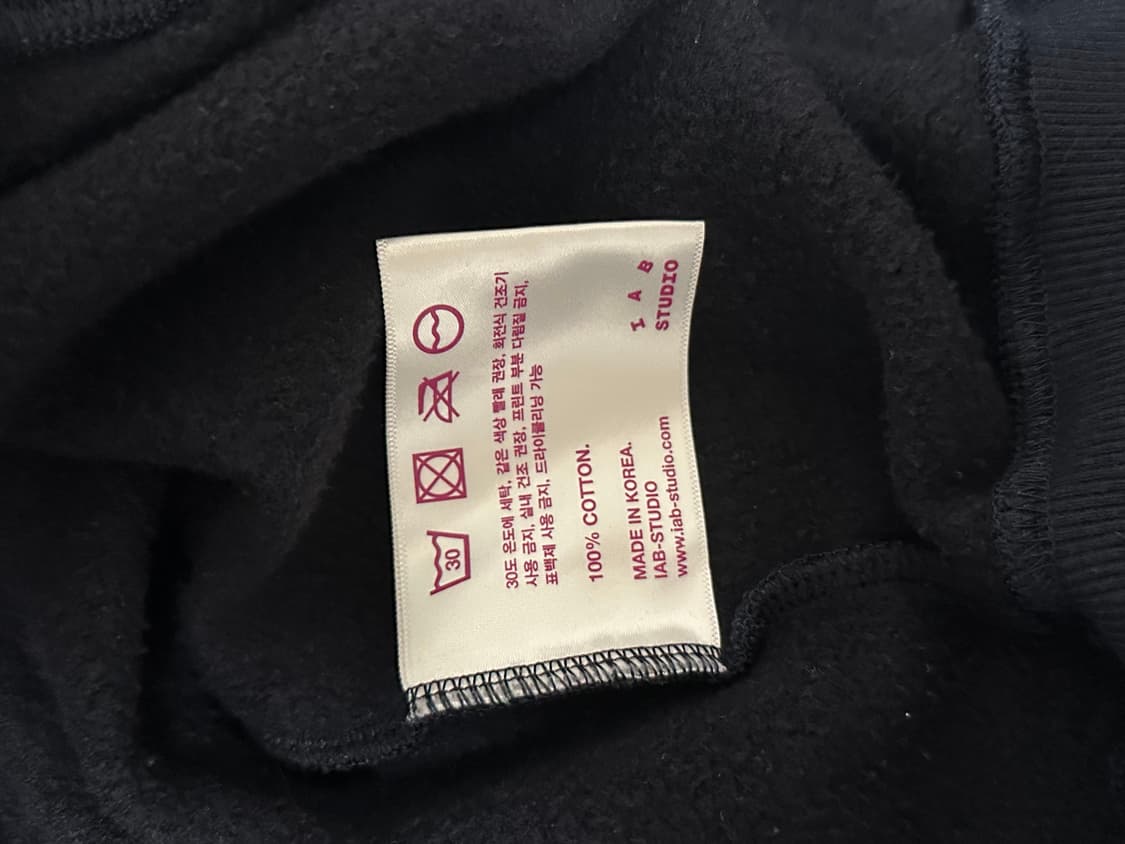 30
30도 온도에 세탁, 같은 색상 빨래 권장, 회전식 건조기
사용 금지, 실내 건조 권장, 프린트 부분 다림질 금지,
표백제 사용 금지, 드라이클리닝 가능
100% COTTON.
MADE IN KOREA.
IAB-STUDIO
www.iab-studio.com
I A B
STUDIO